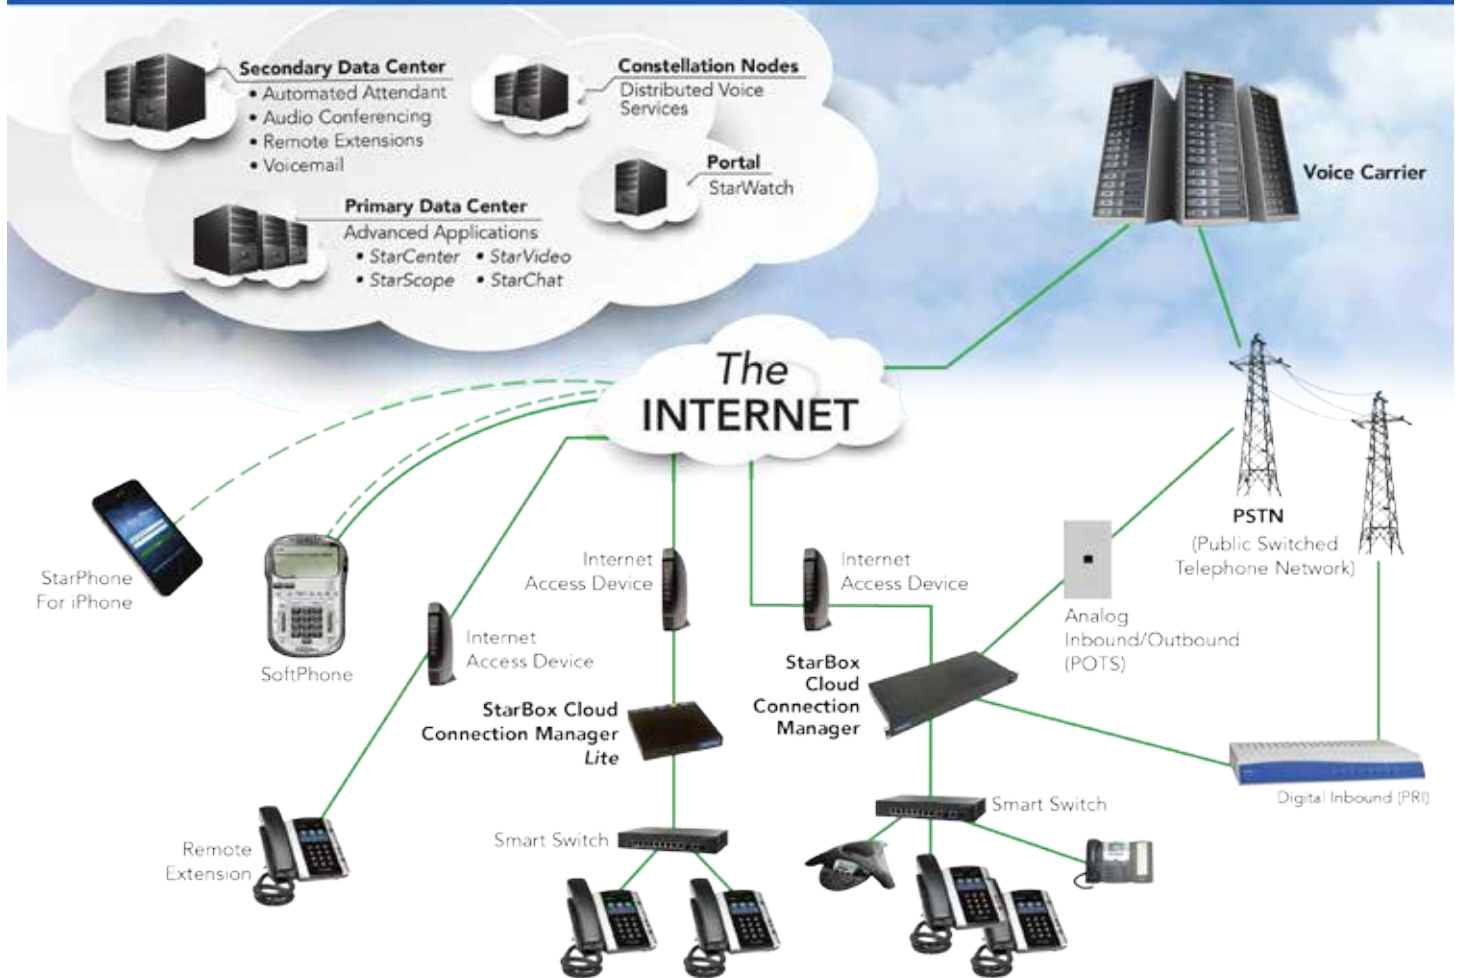 Secondary Data Center
• Automated Attendant
• Audio Conferencing
• Remote Extensions
• Voicemail
Constellation Nodes
Distributed Voice
Services
Portal
StarWatch
Primary Data Center
Advanced Applications
• StarCenter • StarVideo
• StarScope • StarChat
Voice Carrier
The
INTERNET
PSTN
(Public Switched
Telephone Network)
StarPhone
For iPhone
SoftPhone
Internet
Access Device
Internet
Access Device
Internet
Access Device
Analog
Inbound/Outbound
(POTS)
StarBox Cloud
Connection Manager
Lite
StarBox
Cloud
Connection
Manager
Digital Inbound (PRI)
Remote
Extension
Smart Switch
Smart Switch